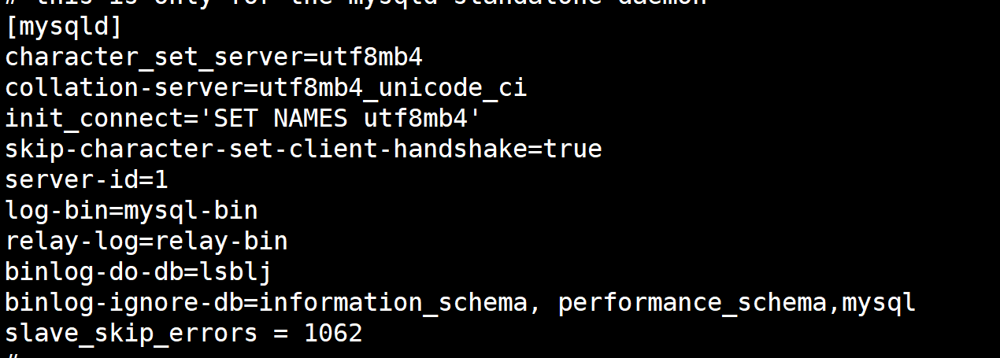 # this is only for the mysqld standalone daemon
[mysqld]
character_set_server=utf8mb4
collation-server=utf8mb4_unicode_ci
init_connect='SET NAMES utf8mb4'
skip-character-set-client-handshake=true
server-id=1
log-bin=mysql-bin
relay-log=relay-bin
binlog-do-db=lsblj
binlog-ignore-db=information_schema, performance_schema,mysql
slave_skip_errors = 1062
#